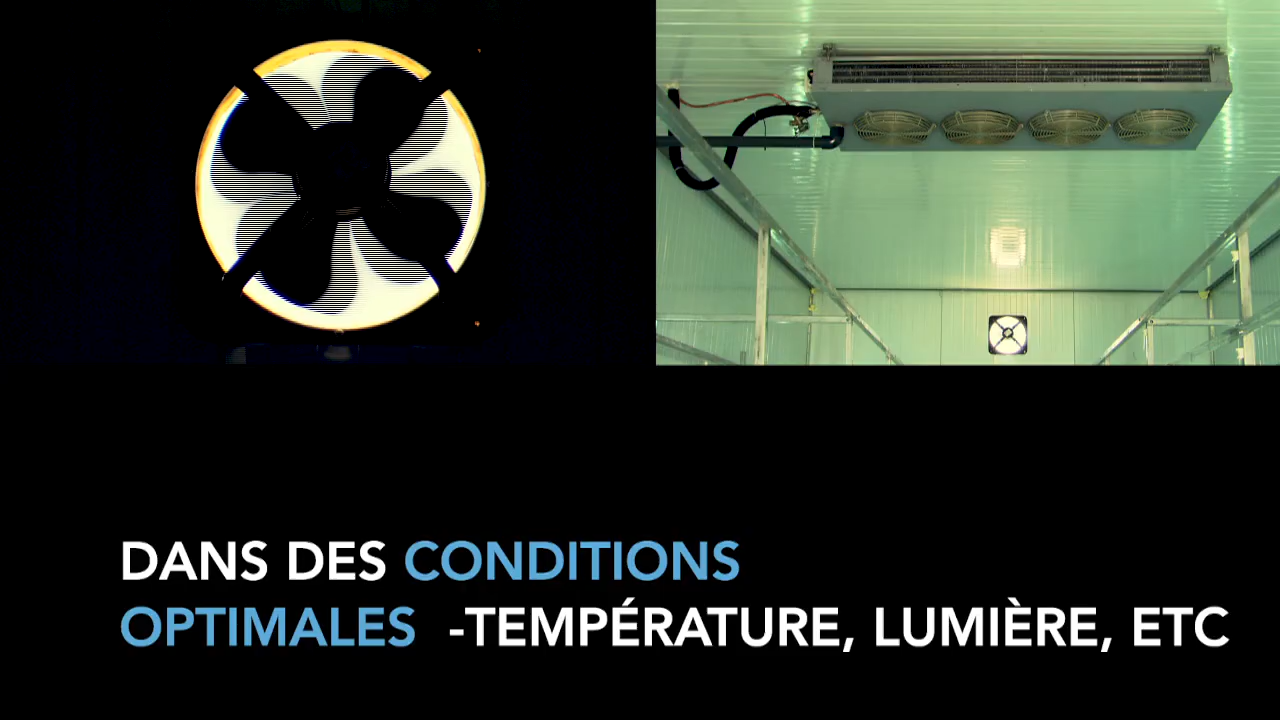 DANS DES CONDITIONS
OPTIMALES -TEMPÉRATURE, LUMIÈRE, ETC